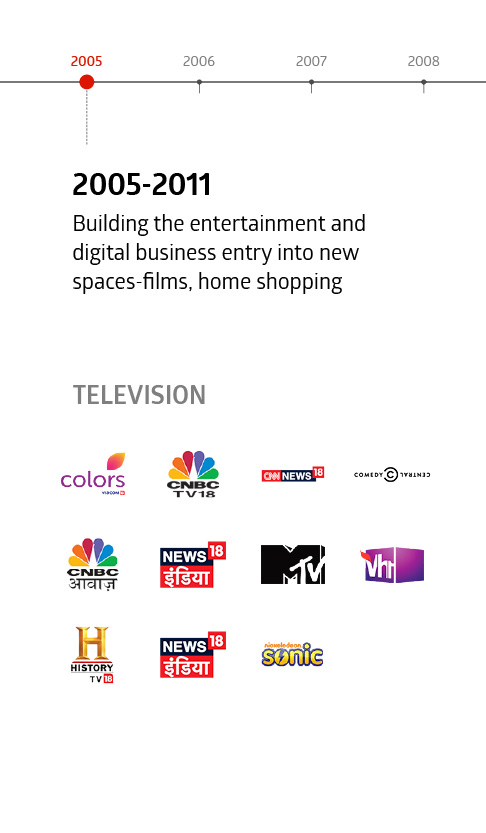 2005 2006 2007 2008
2005-2011
Building the entertainment and
digital business entry into new
spaces-films, home shopping
TELEVISION
colors
VIACOM 18
CNBC
TV18
CNN NEWS 18
COMEDY C CENTRAL
CNBC
आवाज़
NEWS 18
इंडिया
MTV
Vh1
H
HISTORY
TV 18
NEWS 18
इंडिया
nickelodeon
sonic